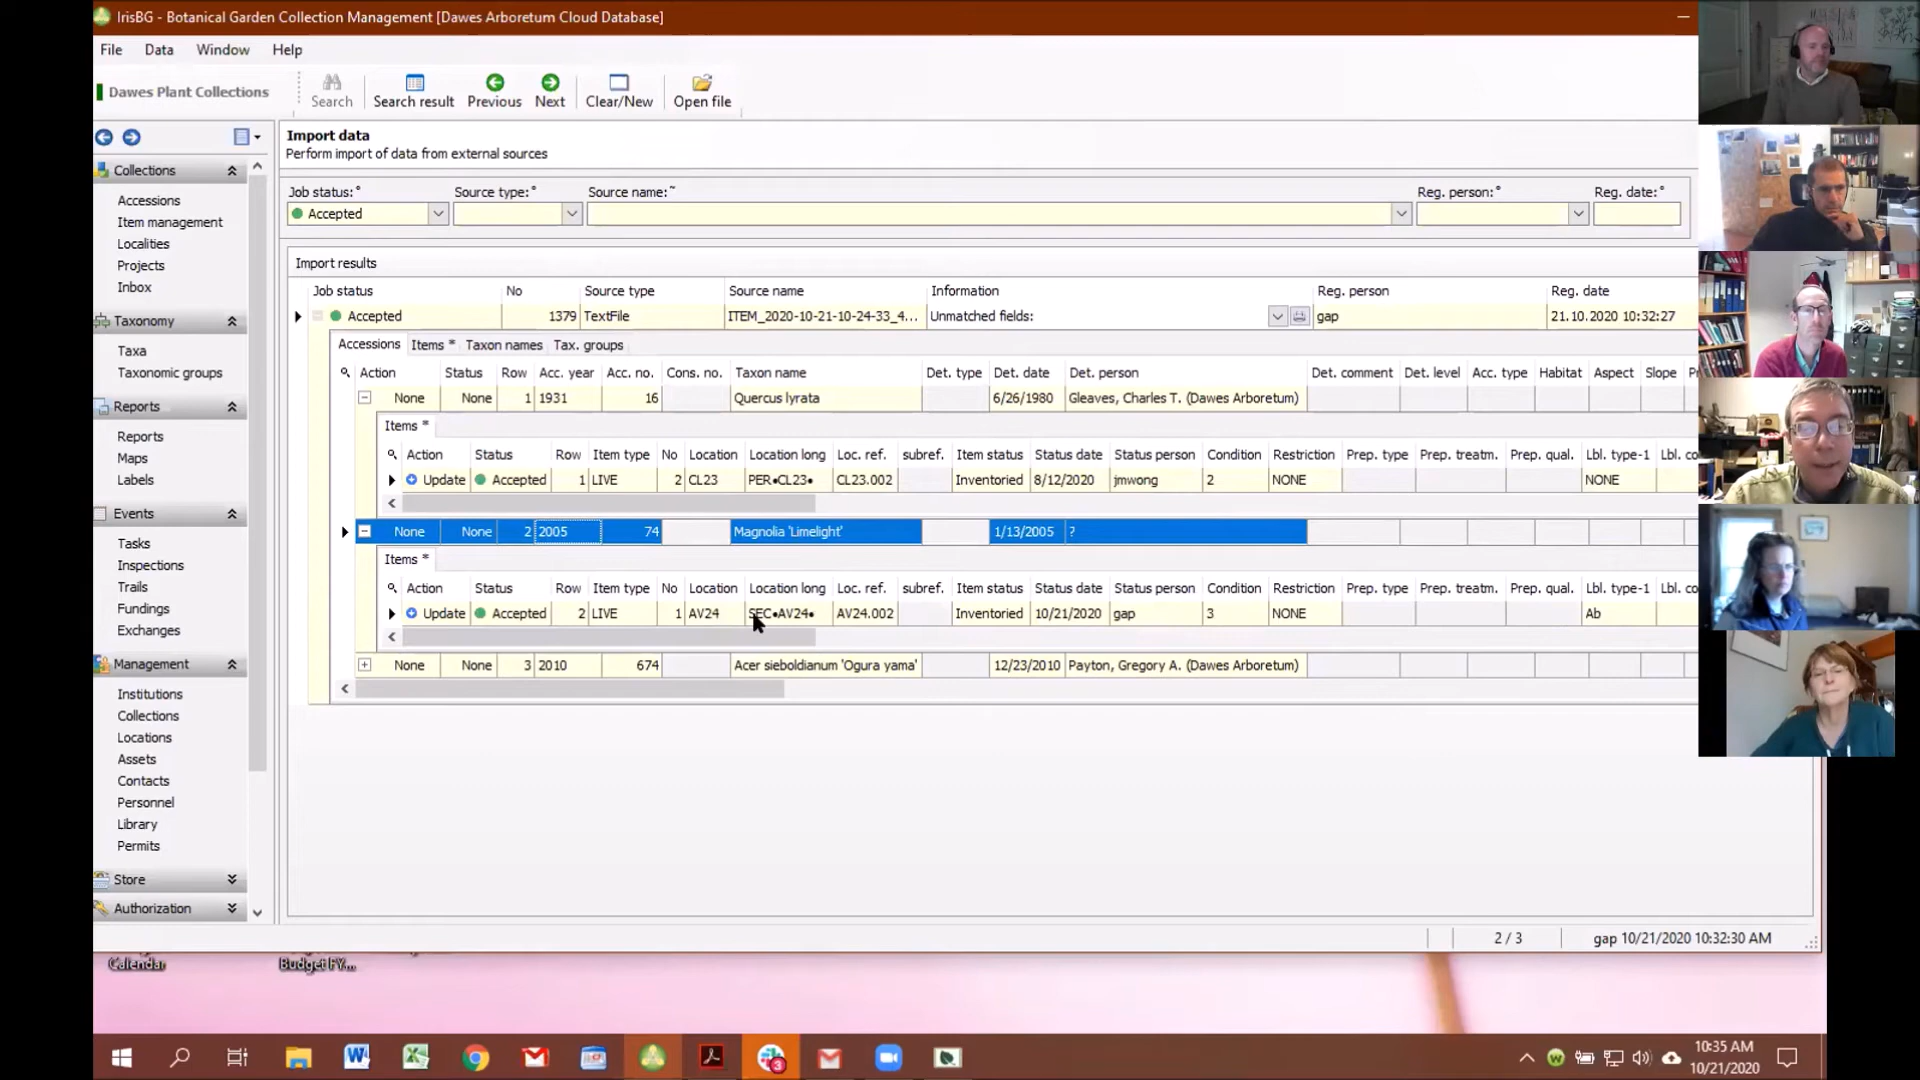 IrisBG - Botanical Garden Collection Management [Dawes Arboretum Cloud Database]
File Data Window Help
Dawes Plant Collections
Search Search result Previous Next Clear/New Open file
Collections
Accessions
Item management
Localities
Projects
Inbox
Taxonomy
Taxa
Taxonomic groups
Reports
Reports
Maps
Labels
Events
Tasks
Inspections
Trails
Fundings
Exchanges
Management
Institutions
Collections
Locations
Assets
Contacts
Personnel
Library
Permits
Store
Authorization
Import data
Perform import of data from external sources
Job status:* Source type:* Source name:~ Reg. person:* Reg. date:*
Accepted
Import results
Job status No Source type Source name Information Reg. person Reg. date
Accepted 1379 TextFile ITEM_2020-10-21-10-24-33_4... Unmatched fields: gap 21.10.2020 10:32:27
Accessions Items * Taxon names Tax. groups
Action Status Row Acc. year Acc. no. Cons. no. Taxon name Det. type Det. date Det. person Det. comment Det. level Acc. type Habitat Aspect Slope Pr
None None 1 1931 16 Quercus lyrata 6/26/1980 Gleaves, Charles T. (Dawes Arboretum)
Items *
Action Status Row Item type No Location Location long Loc. ref. subref. Item status Status date Status person Condition Restriction Prep. type Prep. treatm. Prep. qual. Lbl. type-1 Lbl. co
Update Accepted 1 LIVE 2 CL23 PER•CL23• CL23.002 Inventoried 8/12/2020 jmwong 2 NONE NONE
None None 2 2005 74 Magnolia 'Limelight' 1/13/2005 ?
Items *
Action Status Row Item type No Location Location long Loc. ref. subref. Item status Status date Status person Condition Restriction Prep. type Prep. treatm. Prep. qual. Lbl. type-1 Lbl. co
Update Accepted 2 LIVE 1 AV24 SEC•AV24• AV24.002 Inventoried 10/21/2020 gap 3 NONE Ab
None None 3 2010 674 Acer sieboldianum 'Ogura yama' 12/23/2010 Payton, Gregory A. (Dawes Arboretum)
2 / 3 gap 10/21/2020 10:32:30 AM
Calendar Budget FY...
3
10:35 AM
10/21/2020